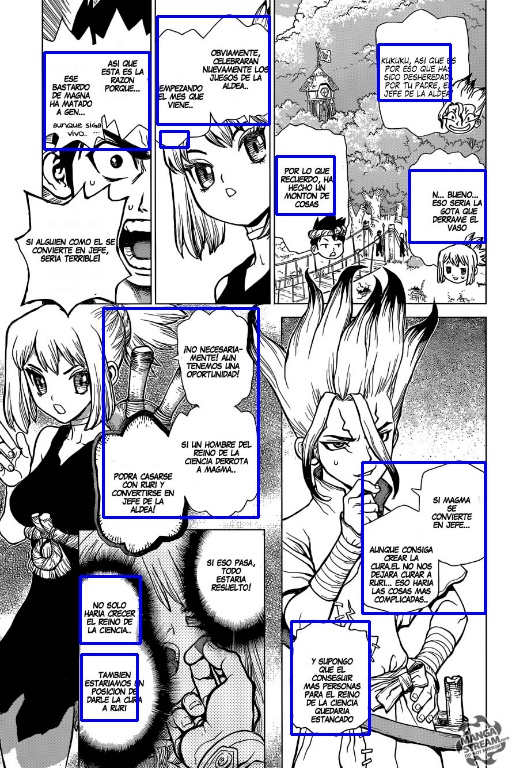 KUKUKU, ASI QUE ES
POR ESO QUE HAS
SIDO DESHEREDADA
POR TU PADRE, EL
JEFE DE LA ALDEA
N... BUENO...
ESO SERIA LA
GOTA QUE
DERRAME EL
VASO
POR LO QUE
RECUERDO, HA
HECHO UN
MONTON DE
COSAS
OBVIAMENTE,
CELEBRARAN
NUEVAMENTE LOS
JUEGOS DE LA
ALDEA..
EMPEZANDO
EL MES QUE
VIENE..
ASI QUE
ESTA ES LA
RAZON
PORQUE...
ESE
BASTARDO
DE MAGNA
HA MATADO
A GEN...
aunque siga
vivo..
SI ALGUIEN COMO EL SE
CONVIERTE EN JEFE,
SERIA TERRIBLE!
SI MAGMA
SE
CONVIERTE
EN JEFE...
AUNQUE CONSIGA
CREAR LA
CURA.EL NO NOS
DEJARA CURAR A
RURI... ESO HARIA
LAS COSAS MAS
COMPLICADAS..
Y SUPONGO
QUE EL
CONSEGUIR
MAS PERSONAS
PARA EL REINO
DE LA CIENCIA
QUEDARIA
ESTANCADO
¡NO NECESARIA-
MENTE! AUN
TENEMOS UNA
OPORTUNIDAD!
SI UN HOMBRE DEL
REINO DE LA
CIENCIA DERROTA
A MAGMA..
PODRA CASARSE
CON RURI Y
CONVERTIRSE EN
JEFE DE LA
ALDEA!
SI ESO PASA,
TODO
ESTARIA
RESUELTO!
NO SOLO
HARIA CRECER
EL REINO DE
LA CIENCIA..
TAMBIEN
ESTARIAMOS EN
POSICION DE
DARLE LA CURA
A RURI
MANGA
STREAM